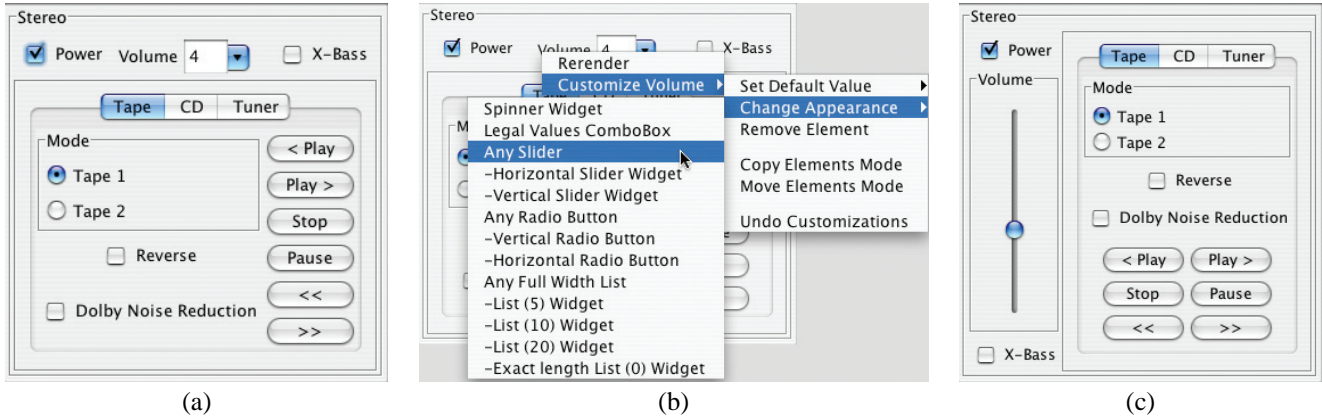 Stereo
Power Volume 4 X-Bass
Tape CD Tuner
Mode
Tape 1
Tape 2
Reverse
Dolby Noise Reduction
< Play
Play >
Stop
Pause
<<
>>
(a)
Stereo
Power Volume 4 X-Bass
Rerender
Customize Volume
Set Default Value
Change Appearance
Remove Element
Copy Elements Mode
Move Elements Mode
Undo Customizations
Spinner Widget
Legal Values ComboBox
Any Slider
-Horizontal Slider Widget
-Vertical Slider Widget
Any Radio Button
-Vertical Radio Button
-Horizontal Radio Button
Any Full Width List
-List (5) Widget
-List (10) Widget
-List (20) Widget
-Exact length List (0) Widget
(b)
Stereo
Power
Volume
X-Bass
Tape CD Tuner
Mode
Tape 1
Tape 2
Reverse
Dolby Noise Reduction
< Play Play >
Stop Pause
<< >>
(c)